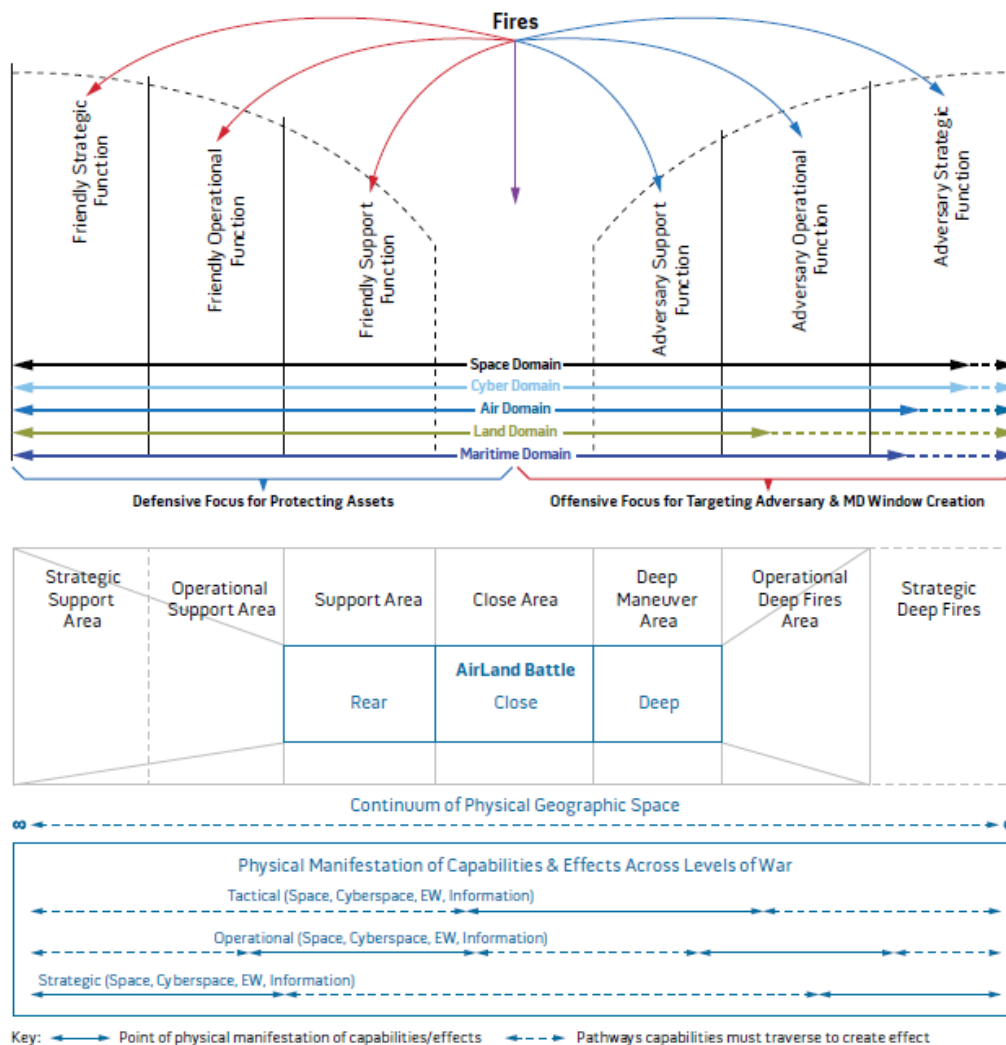 Fires
Friendly Strategic
Function
Friendly Operational
Function
Friendly Support
Function
Adversary Support
Function
Adversary Operational
Function
Adversary Strategic
Function
Space Domain
Cyber Domain
Air Domain
Land Domain
Maritime Domain
Defensive Focus for Protecting Assets
Offensive Focus for Targeting Adversary & MD Window Creation
Strategic
Support
Area
Operational
Support Area
Support Area
Close Area
Deep
Maneuver
Area
Operational
Deep Fires
Area
Strategic
Deep Fires
AirLand Battle
Rear
Close
Deep
Continuum of Physical Geographic Space
∞
Physical Manifestation of Capabilities & Effects Across Levels of War
Tactical (Space, Cyberspace, EW, Information)
Operational (Space, Cyberspace, EW, Information)
Strategic (Space, Cyberspace, EW, Information)
Key: Point of physical manifestation of capabilities/effects Pathways capabilities must traverse to create effect